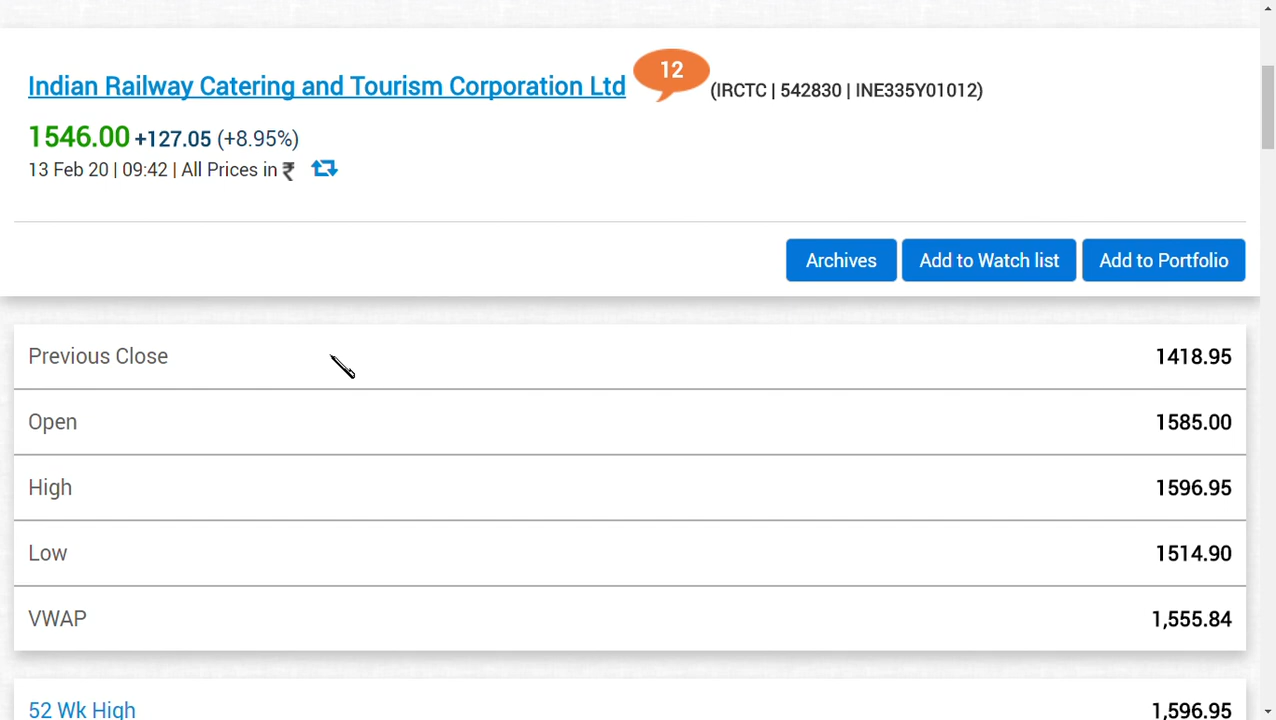 Indian Railway Catering and Tourism Corporation Ltd 12 (IRCTC | 542830 | INE335Y01012)
1546.00 +127.05 (+8.95%)
13 Feb 20 | 09:42 | All Prices in ₹
Archives Add to Watch list Add to Portfolio
Previous Close 1418.95
Open 1585.00
High 1596.95
Low 1514.90
VWAP 1,555.84
52 Wk High 1,596.95